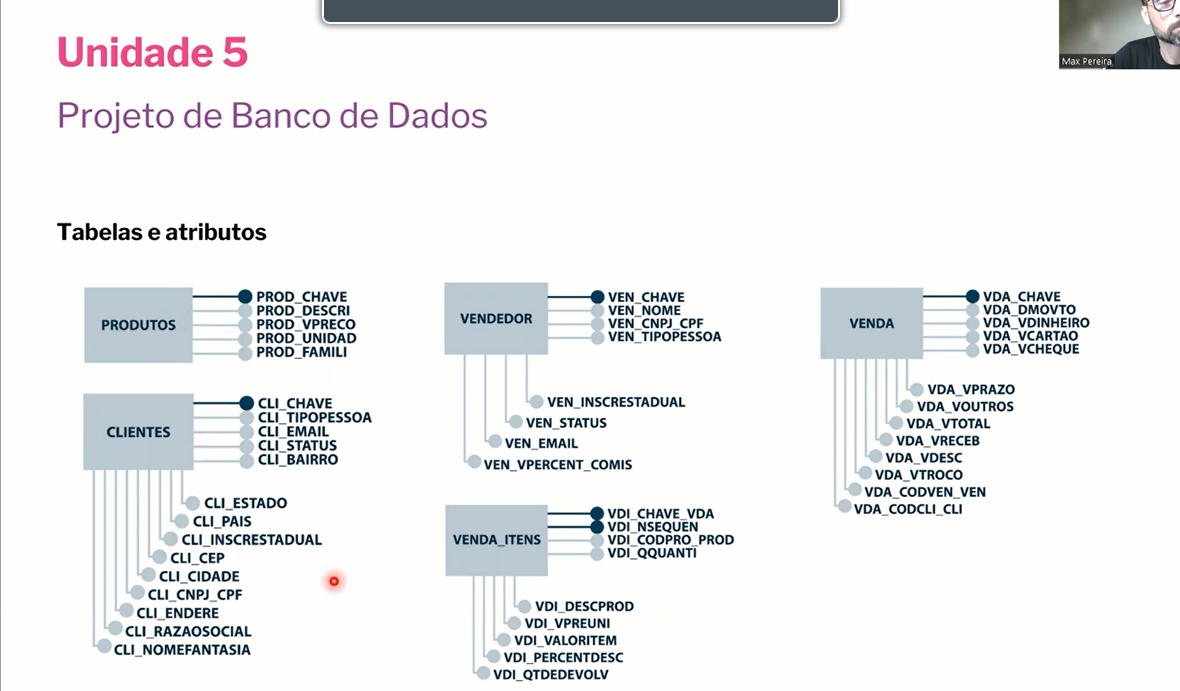 Unidade 5
Max Pereira
Projeto de Banco de Dados
Tabelas e atributos
PRODUTOS
PROD_CHAVE
PROD_DESCRI
PROD_VPRECO
PROD_UNIDAD
PROD_FAMILI
CLIENTES
CLI_CHAVE
CLI_TIPOPESSOA
CLI_EMAIL
CLI_STATUS
CLI_BAIRRO
CLI_ESTADO
CLI_PAIS
CLI_INSCRESTADUAL
CLI_CEP
CLI_CIDADE
CLI_CNPJ_CPF
CLI_ENDERE
CLI_RAZAOSOCIAL
CLI_NOMEFANTASIA
VENDEDOR
VEN_CHAVE
VEN_NOME
VEN_CNPJ_CPF
VEN_TIPOPESSOA
VEN_INSCRESTADUAL
VEN_STATUS
VEN_EMAIL
VEN_VPERCENT_COMIS
VENDA_ITENS
VDI_CHAVE_VDA
VDI_NSEQUEN
VDI_CODPRO_PROD
VDI_QQUANTI
VDI_DESCPROD
VDI_VPREUNI
VDI_VALORITEM
VDI_PERCENTDESC
VDI_QTDEDEVOLV
VENDA
VDA_CHAVE
VDA_DMOVTO
VDA_VDINHEIRO
VDA_VCARTAO
VDA_VCHEQUE
VDA_VPRAZO
VDA_VOUTROS
VDA_VTOTAL
VDA_VRECEB
VDA_VDESC
VDA_VTROCO
VDA_CODVEN_VEN
VDA_CODCLI_CLI